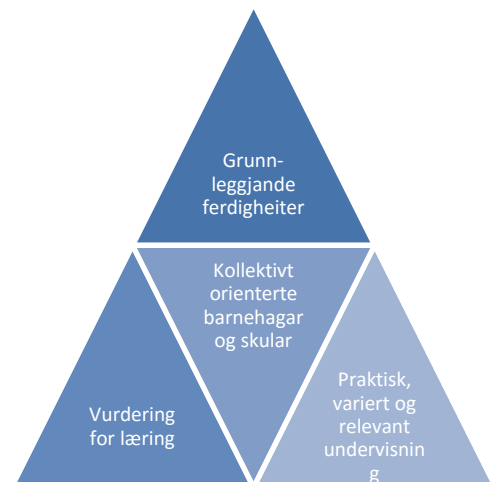 Grunn-
leggjande
ferdigheiter
Kollektivt
orienterte
barnehagar
og skular
Vurdering
for læring
Praktisk,
variert og
relevant
undervisnin
g